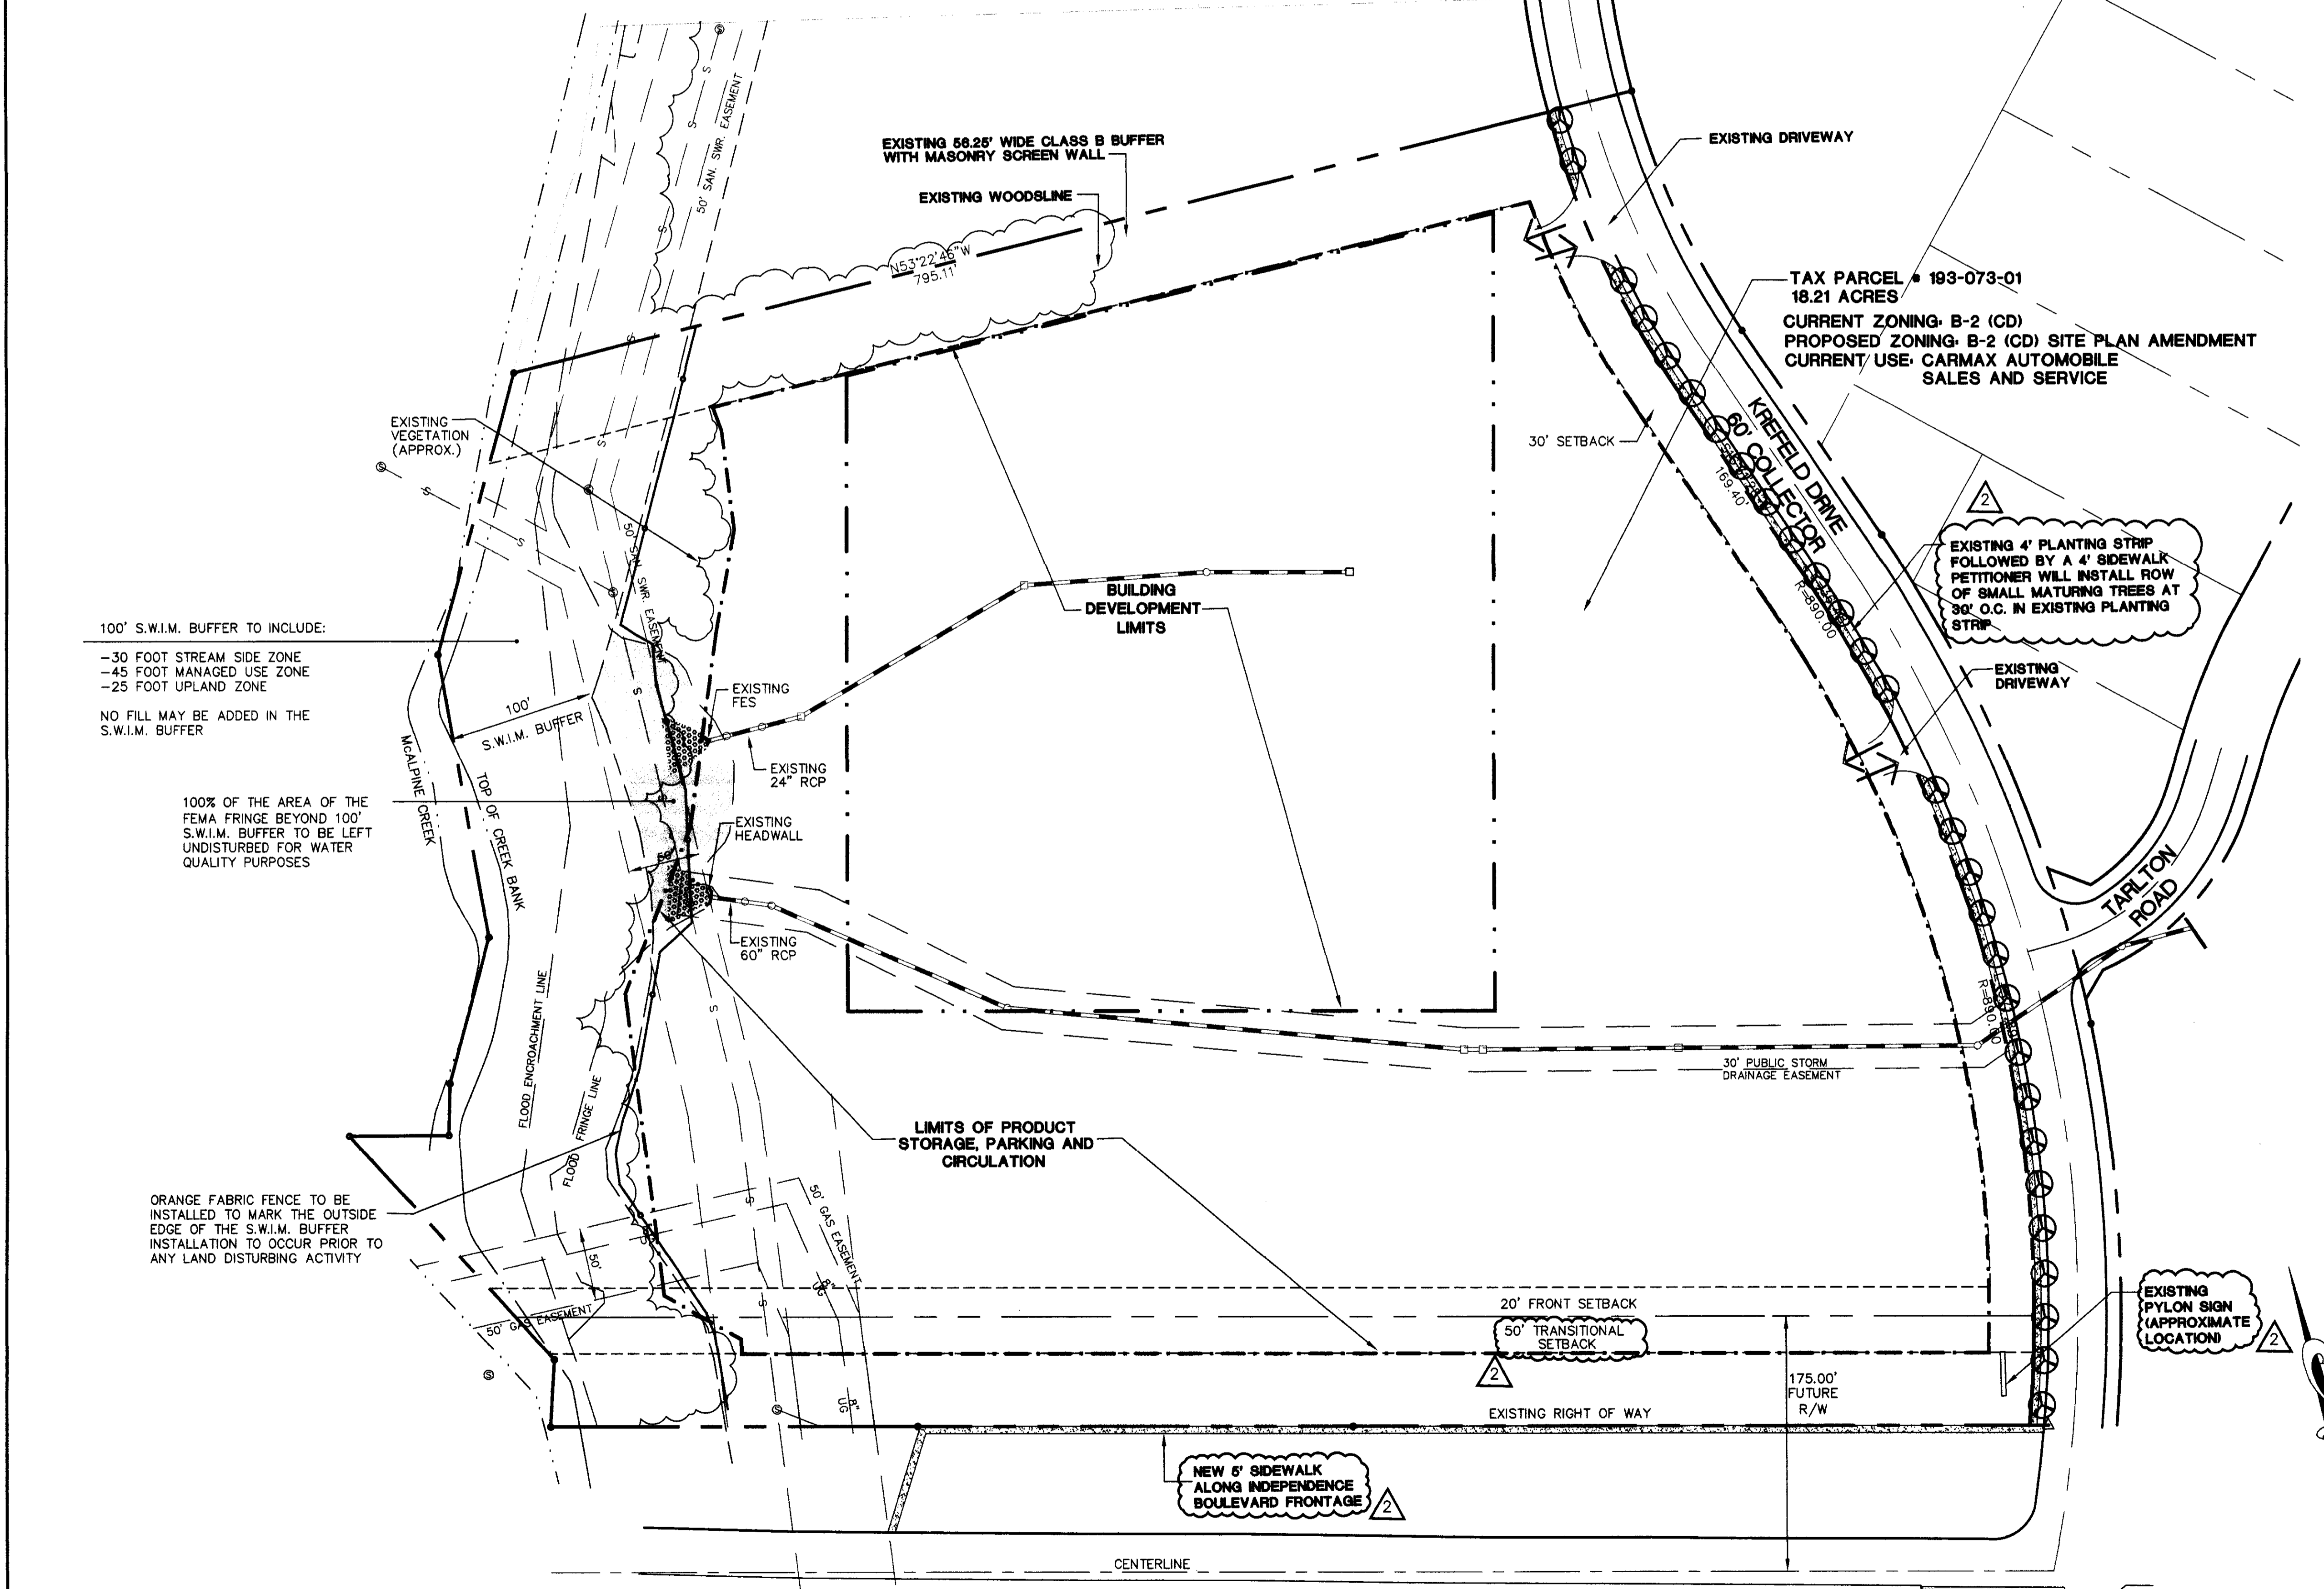 50' SAN. SWR. EASEMENT
EXISTING 56.25' WIDE CLASS B BUFFER
WITH MASONRY SCREEN WALL
EXISTING WOODSLINE
EXISTING DRIVEWAY
N53°22'46"W
795.11'
TAX PARCEL # 193-073-01
18.21 ACRES
CURRENT ZONING: B-2 (CD)
PROPOSED ZONING: B-2 (CD) SITE PLAN AMENDMENT
CURRENT USE: CARMAX AUTOMOBILE
SALES AND SERVICE
EXISTING
VEGETATION
(APPROX.)
30' SETBACK
KREFELD DRIVE
60' COLLECTOR
169.40'
R=890.00
2
EXISTING 4' PLANTING STRIP
FOLLOWED BY A 4' SIDEWALK
PETITIONER WILL INSTALL ROW
OF SMALL MATURING TREES AT
30' O.C. IN EXISTING PLANTING
STRIP
50' SAN. SWR. EASEMENT
BUILDING
DEVELOPMENT
LIMITS
100' S.W.I.M. BUFFER TO INCLUDE:
-30 FOOT STREAM SIDE ZONE
-45 FOOT MANAGED USE ZONE
-25 FOOT UPLAND ZONE
NO FILL MAY BE ADDED IN THE
S.W.I.M. BUFFER
100'
S.W.I.M. BUFFER
EXISTING
FES
EXISTING
DRIVEWAY
McALPINE CREEK
TOP OF CREEK BANK
EXISTING
24" RCP
100% OF THE AREA OF THE
FEMA FRINGE BEYOND 100'
S.W.I.M. BUFFER TO BE LEFT
UNDISTURBED FOR WATER
QUALITY PURPOSES
EXISTING
HEADWALL
50'
TARLTON
ROAD
EXISTING
60" RCP
R=890.00
FLOOD ENCROACHMENT LINE
FLOOD FRINGE LINE
30' PUBLIC STORM
DRAINAGE EASEMENT
LIMITS OF PRODUCT
STORAGE, PARKING AND
CIRCULATION
ORANGE FABRIC FENCE TO BE
INSTALLED TO MARK THE OUTSIDE
EDGE OF THE S.W.I.M. BUFFER
INSTALLATION TO OCCUR PRIOR TO
ANY LAND DISTURBING ACTIVITY
50'
50' GAS EASEMENT
8"
UG
50' GAS EASEMENT
20' FRONT SETBACK
50' TRANSITIONAL
SETBACK
2
EXISTING
PYLON SIGN
(APPROXIMATE
LOCATION)
2
175.00'
FUTURE
R/W
8"
UG
EXISTING RIGHT OF WAY
NEW 5' SIDEWALK
ALONG INDEPENDENCE
BOULEVARD FRONTAGE
2
CENTERLINE